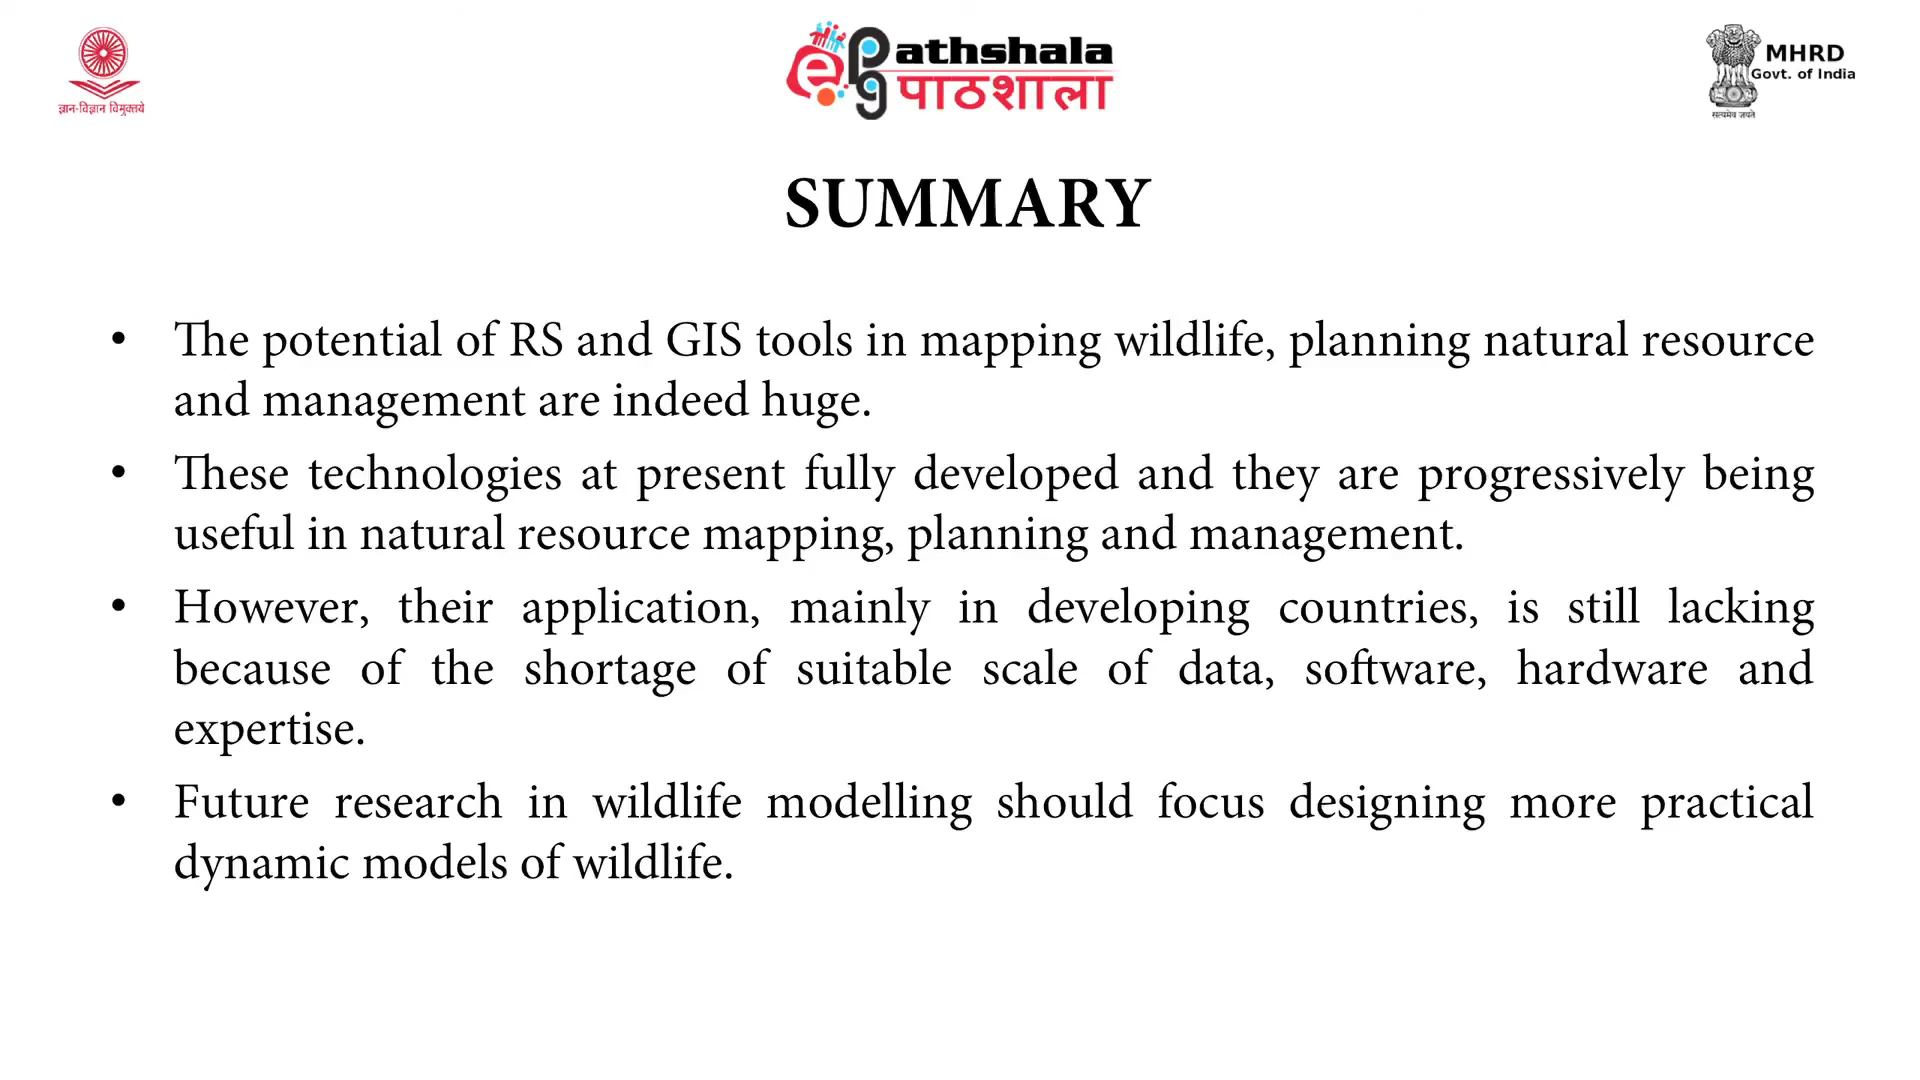 ज्ञान-विज्ञान विमुक्तये
e Pg athshala
पाठशाला
MHRD
Govt. of India
सत्यमेव जयते
SUMMARY
• The potential of RS and GIS tools in mapping wildlife, planning natural resource
and management are indeed huge.
• These technologies at present fully developed and they are progressively being
useful in natural resource mapping, planning and management.
• However, their application, mainly in developing countries, is still lacking
because of the shortage of suitable scale of data, software, hardware and
expertise.
• Future research in wildlife modelling should focus designing more practical
dynamic models of wildlife.